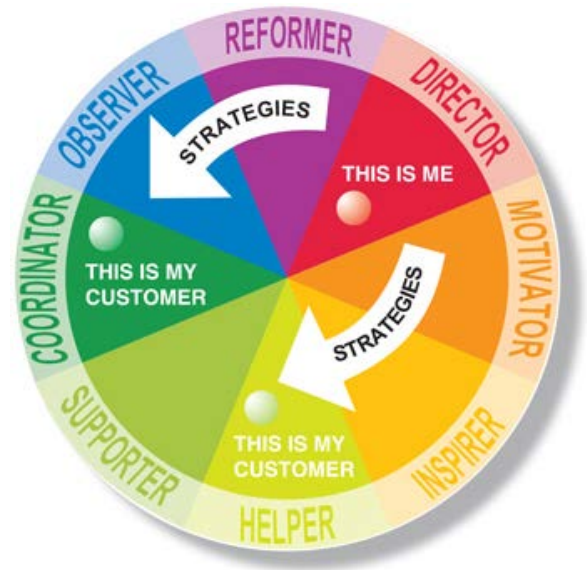 REFORMER
DIRECTOR
MOTIVATOR
INSPIRER
HELPER
SUPPORTER
COORDINATOR
OBSERVER
STRATEGIES
THIS IS ME
THIS IS MY
CUSTOMER
STRATEGIES
THIS IS MY
CUSTOMER